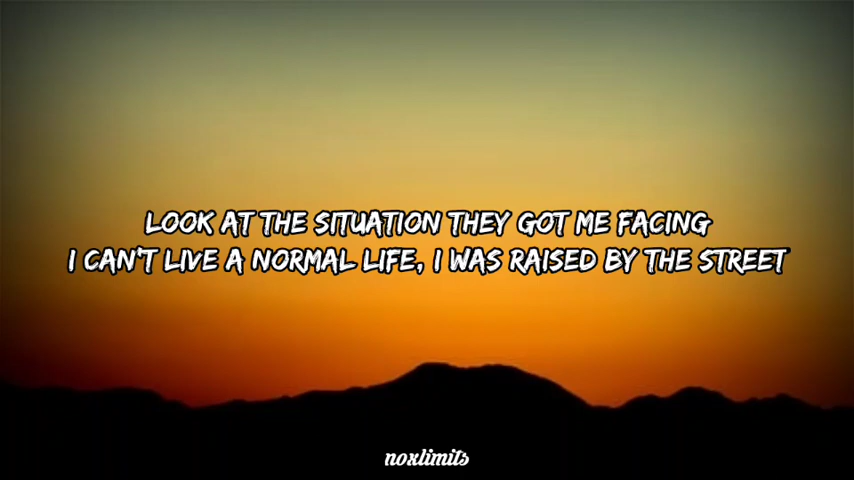 LOOK AT THE SITUATION THEY GOT ME FACING
I CAN'T LIVE A NORMAL LIFE, I WAS RAISED BY THE STREET
noxlimits